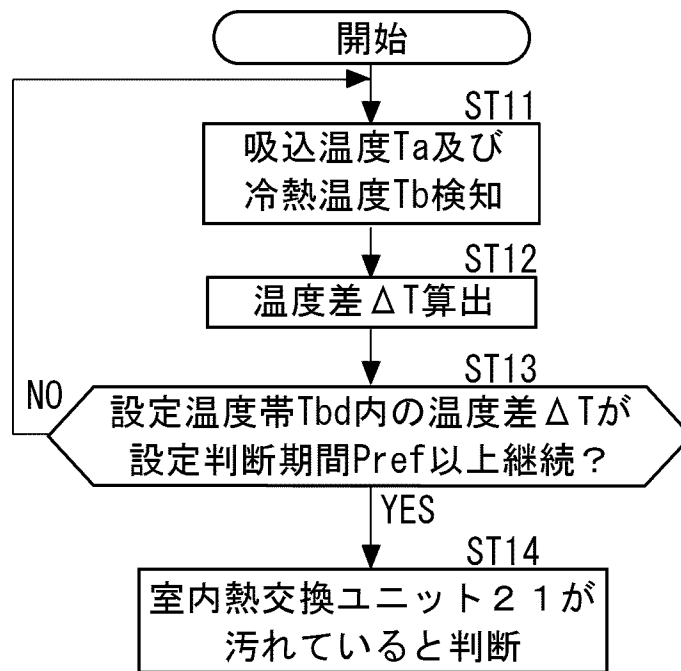 開始
ST11
吸込温度Ta及び
冷熱温度Tb検知
ST12
温度差ΔT算出
ST13
NO
設定温度帯Tbd内の温度差ΔTが
設定判断期間Pref以上継続？
YES
ST14
室内熱交換ユニット２１が
汚れていると判断